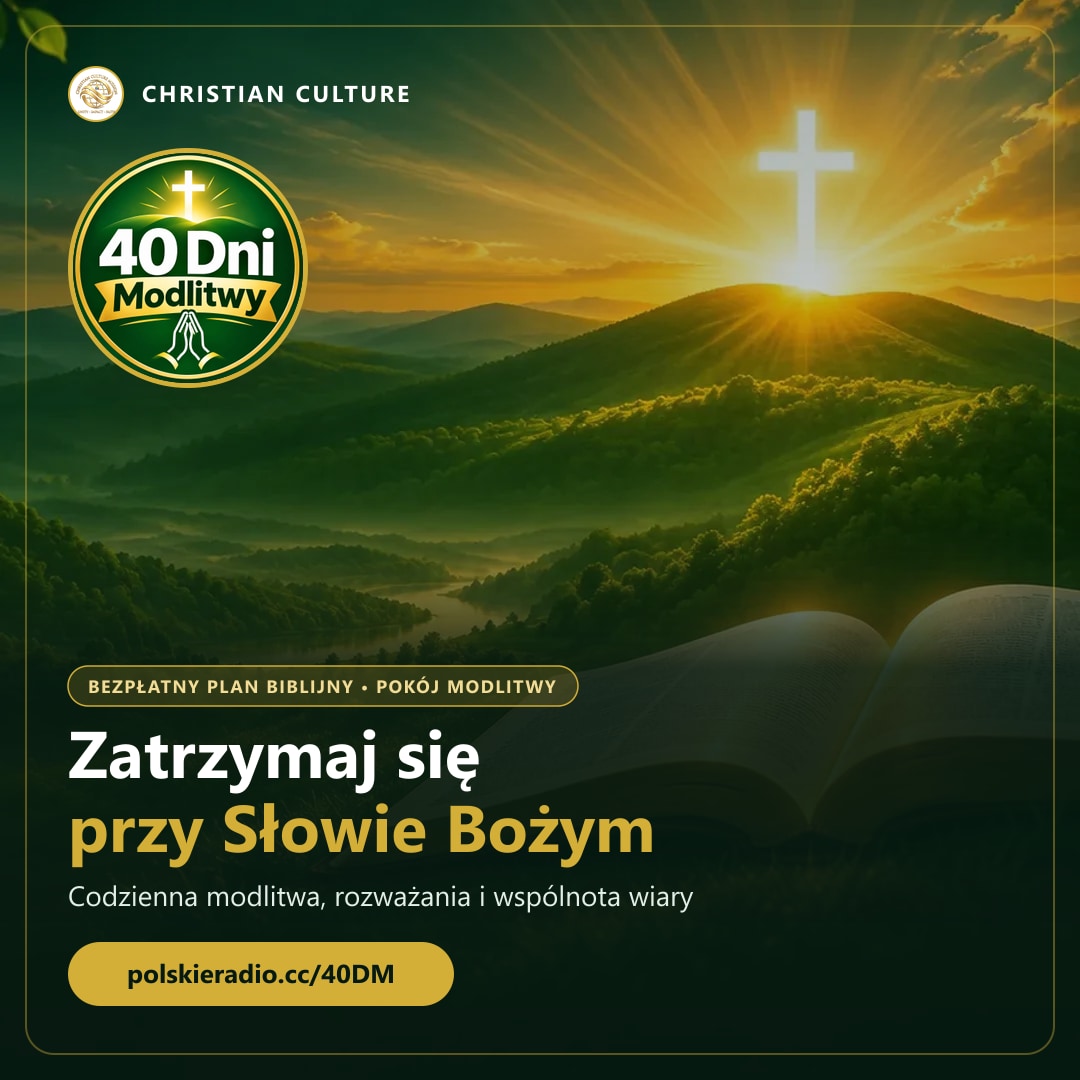 CHRISTIAN CULTURE
40 Dni
Modlitwy
BEZPŁATNY PLAN BIBLIJNY • POKÓJ MODLITWY
Zatrzymaj się
przy Słowie Bożym
Codzienna modlitwa, rozważania i wspólnota wiary
polskieradio.cc/40DM